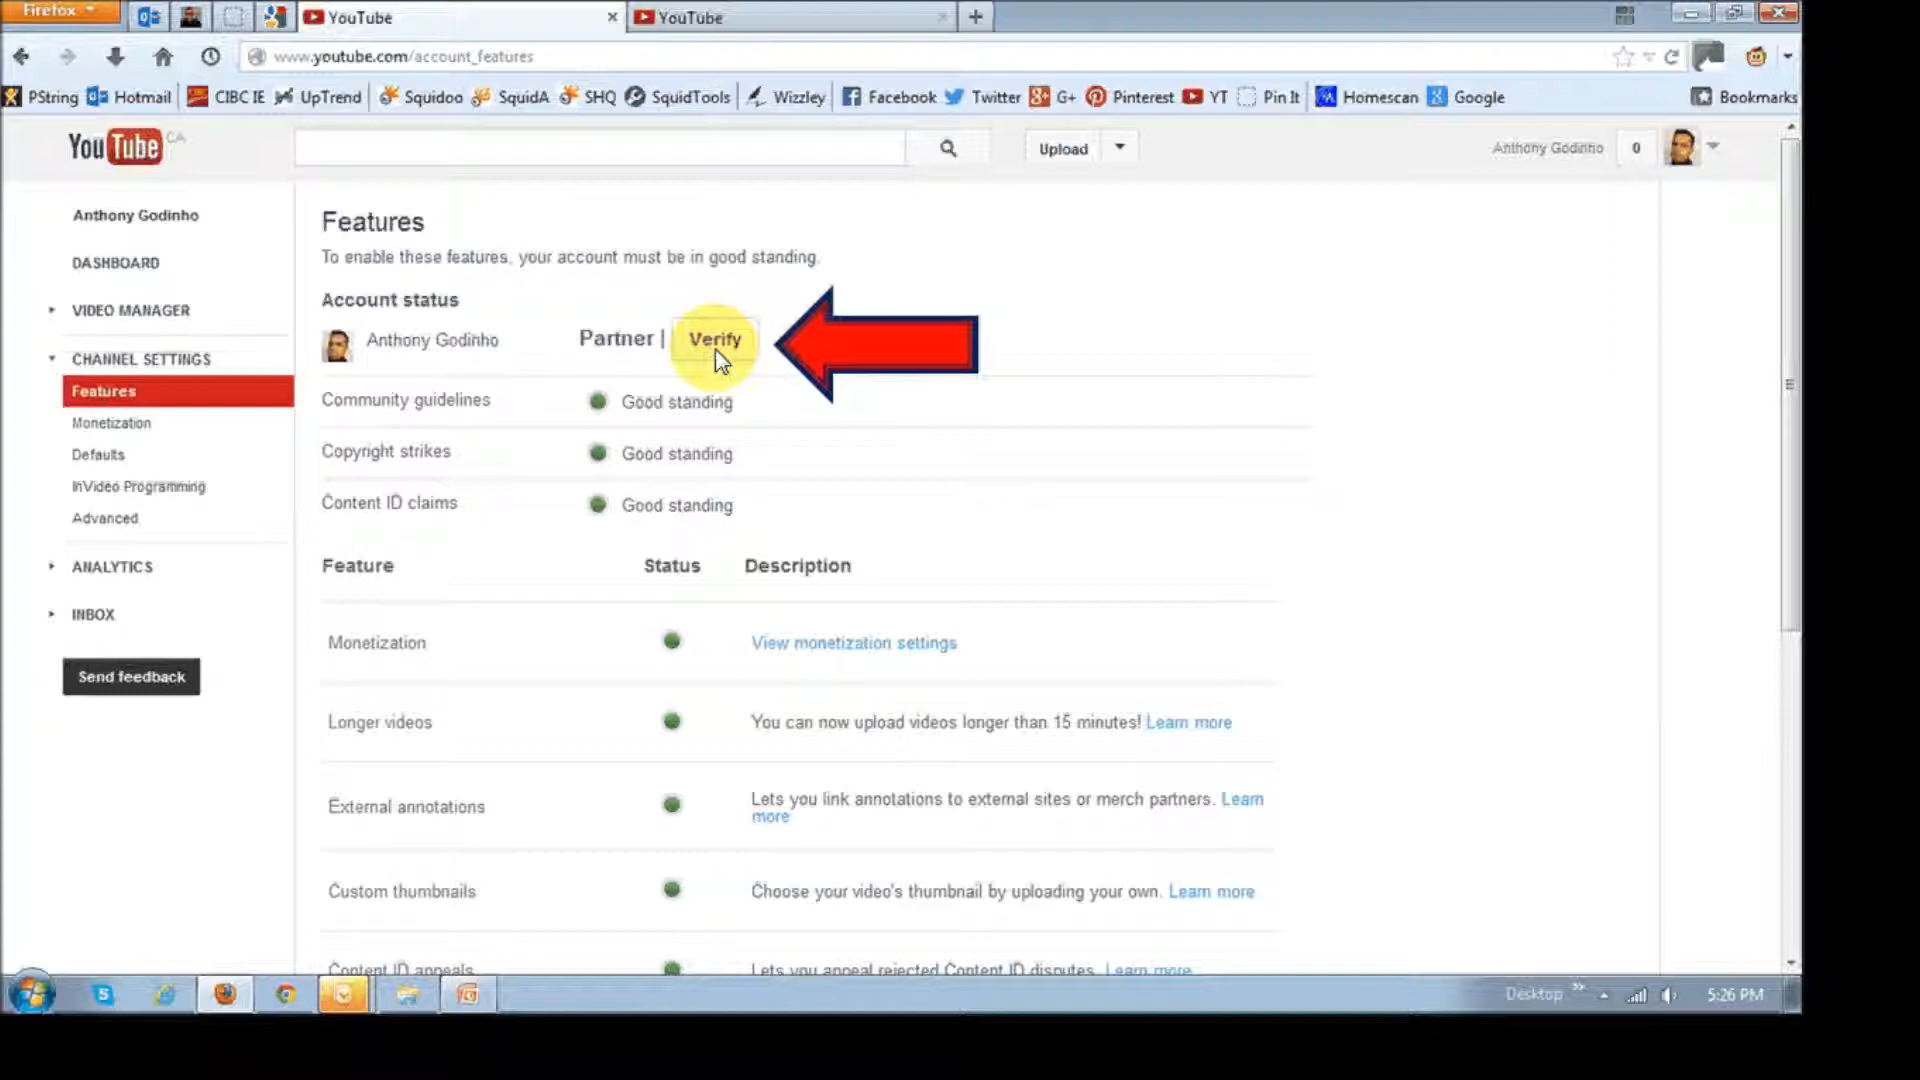 Firefox
YouTube
YouTube
www.youtube.com/account_features
PString Hotmail CIBC IE UpTrend Squidoo SquidA SHQ SquidTools Wizzley Facebook Twitter G+ Pinterest YT Pin It Homescan Google Bookmarks
YouTube CA
Upload
Anthony Godinho
0
Anthony Godinho
DASHBOARD
VIDEO MANAGER
CHANNEL SETTINGS
Features
Monetization
Defaults
InVideo Programming
Advanced
ANALYTICS
INBOX
Send feedback
Features
To enable these features, your account must be in good standing.
Account status
Anthony Godinho Partner | Verify
Community guidelines Good standing
Copyright strikes Good standing
Content ID claims Good standing
Feature Status Description
Monetization View monetization settings
Longer videos You can now upload videos longer than 15 minutes! Learn more
External annotations Lets you link annotations to external sites or merch partners. Learn
more
Custom thumbnails Choose your video's thumbnail by uploading your own. Learn more
Content ID appeals Lets you appeal rejected Content ID disputes. Learn more
Desktop
5:26 PM